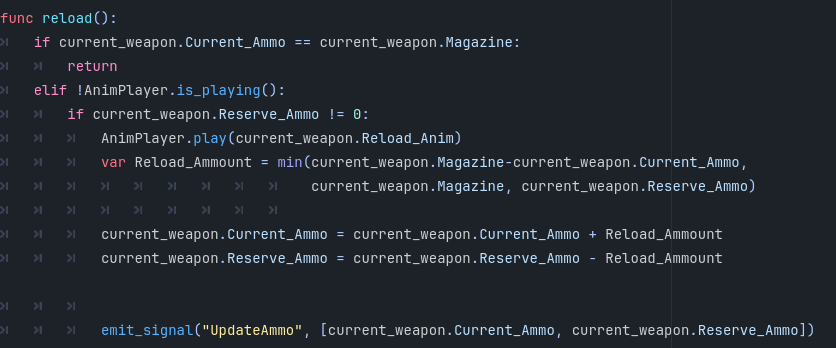 func reload():
if current_weapon.Current_Ammo == current_weapon.Magazine:
return
elif !AnimPlayer.is_playing():
if current_weapon.Reserve_Ammo != 0:
AnimPlayer.play(current_weapon.Reload_Anim)
var Reload_Ammount = min(current_weapon.Magazine-current_weapon.Current_Ammo,
current_weapon.Magazine, current_weapon.Reserve_Ammo)
current_weapon.Current_Ammo = current_weapon.Current_Ammo + Reload_Ammount
current_weapon.Reserve_Ammo = current_weapon.Reserve_Ammo - Reload_Ammount
emit_signal("UpdateAmmo", [current_weapon.Current_Ammo, current_weapon.Reserve_Ammo])